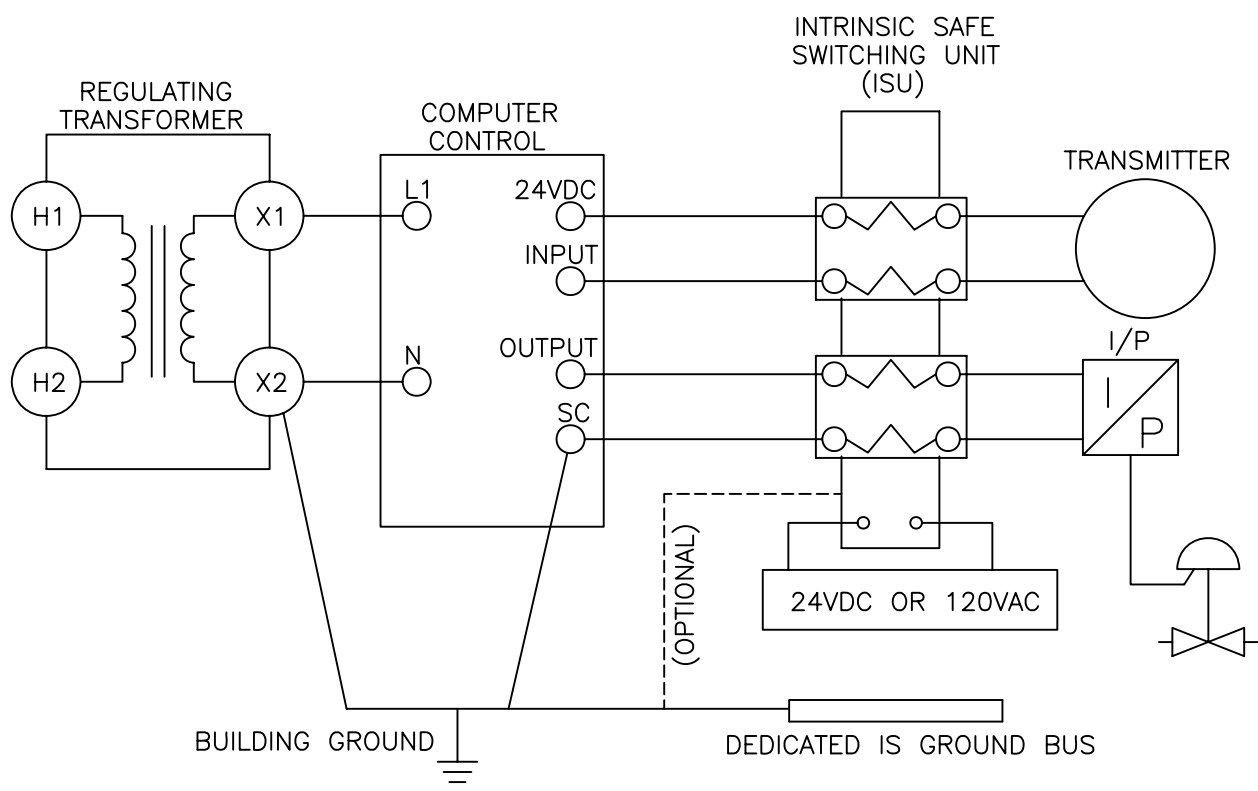 INTRINSIC SAFE
SWITCHING UNIT
(ISU)
REGULATING
TRANSFORMER
COMPUTER
CONTROL
TRANSMITTER
H1
X1
L1
24VDC
INPUT
H2
X2
N
OUTPUT
SC
I/P
I
P
(OPTIONAL)
24VDC OR 120VAC
BUILDING GROUND
DEDICATED IS GROUND BUS